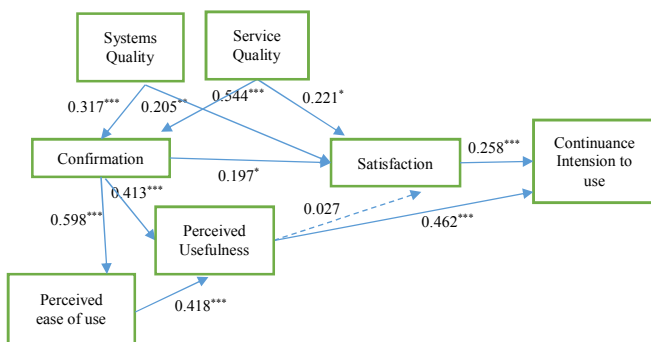 Systems
Quality
Service
Quality
0.317***
0.205**
0.544***
0.221*
Confirmation
Satisfaction
0.258***
Continuance
Intension to
use
0.197*
0.413***
0.598***
0.027
0.462***
Perceived
Usefulness
Perceived
ease of use
0.418***